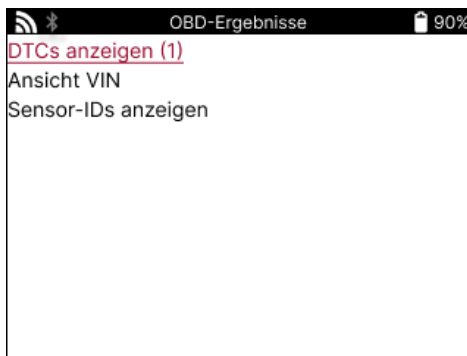 OBD-Ergebnisse 90%
DTCs anzeigen (1)
Ansicht VIN
Sensor-IDs anzeigen